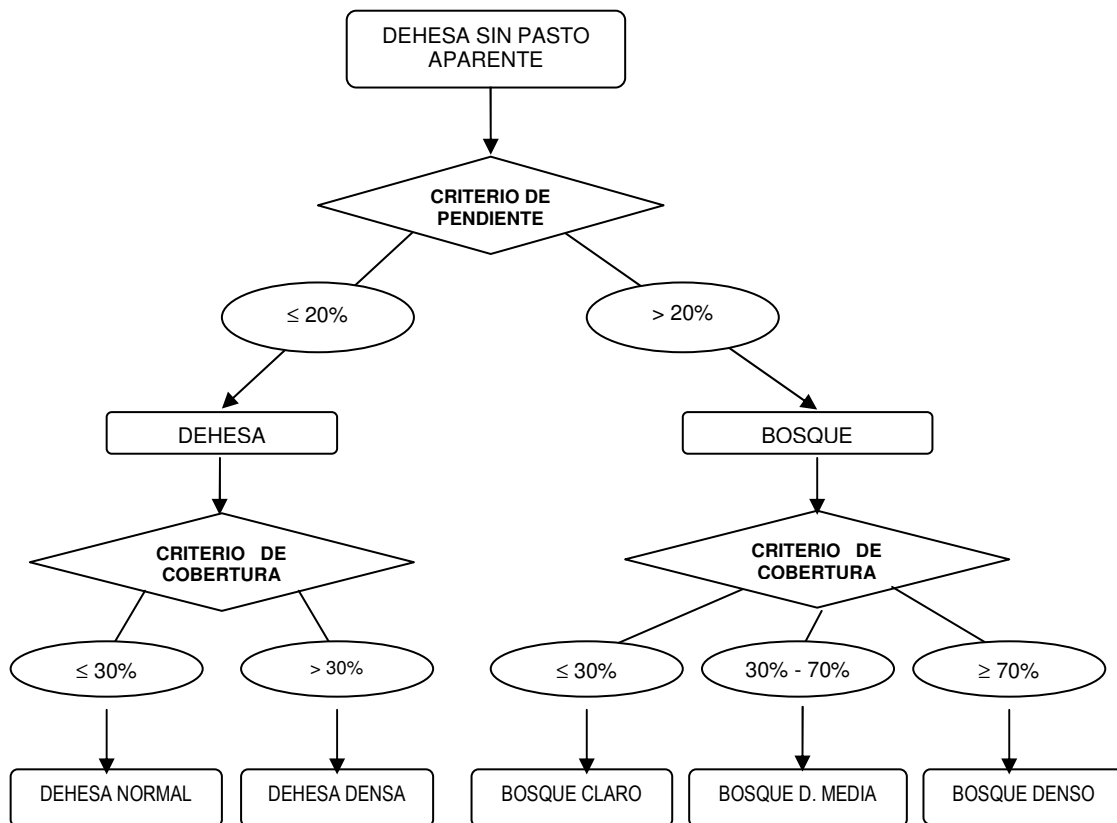 DEHESA SIN PASTO
APARENTE
CRITERIO DE
PENDIENTE
≤ 20%
> 20%
DEHESA
BOSQUE
CRITERIO DE
COBERTURA
CRITERIO DE
COBERTURA
≤ 30%
> 30%
≤ 30%
30% - 70%
≥ 70%
DEHESA NORMAL
DEHESA DENSA
BOSQUE CLARO
BOSQUE D. MEDIA
BOSQUE DENSO